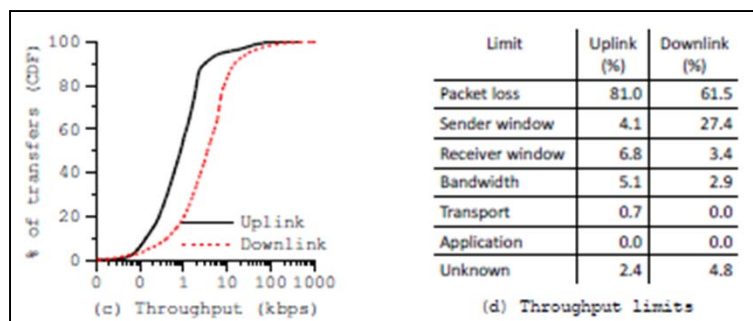 100
80
60
40
20
0
% of transfers (CDF)
Uplink
Downlink
0 0 1 10 100 1000
(c) Throughput (kbps)
Limit Uplink (%) Downlink (%)
Packet loss 81.0 61.5
Sender window 4.1 27.4
Receiver window 6.8 3.4
Bandwidth 5.1 2.9
Transport 0.7 0.0
Application 0.0 0.0
Unknown 2.4 4.8
(d) Throughput limits